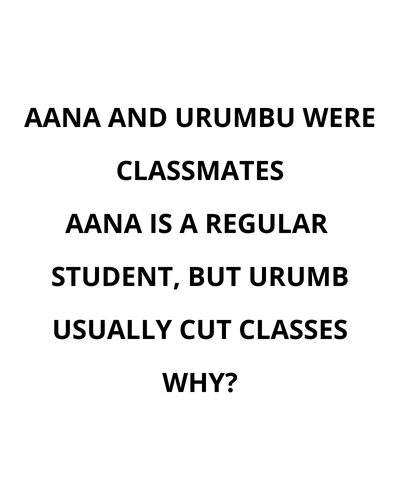 AANA AND URUMBU WERE
CLASSMATES
AANA IS A REGULAR
STUDENT, BUT URUMB
USUALLY CUT CLASSES
WHY?